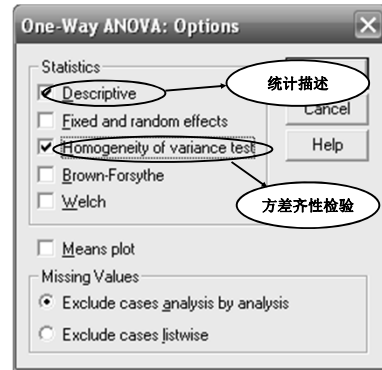 One-Way ANOVA: Options
Statistics
Descriptive
统计描述
Fixed and random effects
Cancel
Homogeneity of variance test
Help
Brown-Forsythe
Welch
方差齐性检验
Means plot
Missing Values
Exclude cases analysis by analysis
Exclude cases listwise